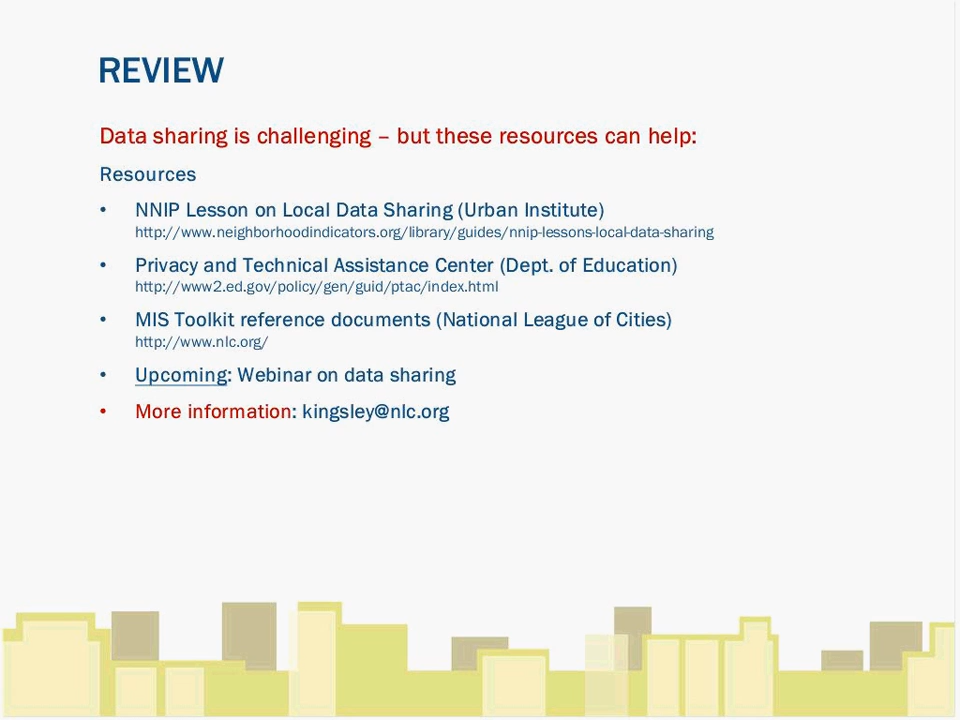 REVIEW
Data sharing is challenging – but these resources can help:
Resources
• NNIP Lesson on Local Data Sharing (Urban Institute)
http://www.neighborhoodindicators.org/library/guides/nnip-lessons-local-data-sharing
• Privacy and Technical Assistance Center (Dept. of Education)
http://www2.ed.gov/policy/gen/guid/ptac/index.html
• MIS Toolkit reference documents (National League of Cities)
http://www.nlc.org/
• Upcoming: Webinar on data sharing
• More information: kingsley@nlc.org